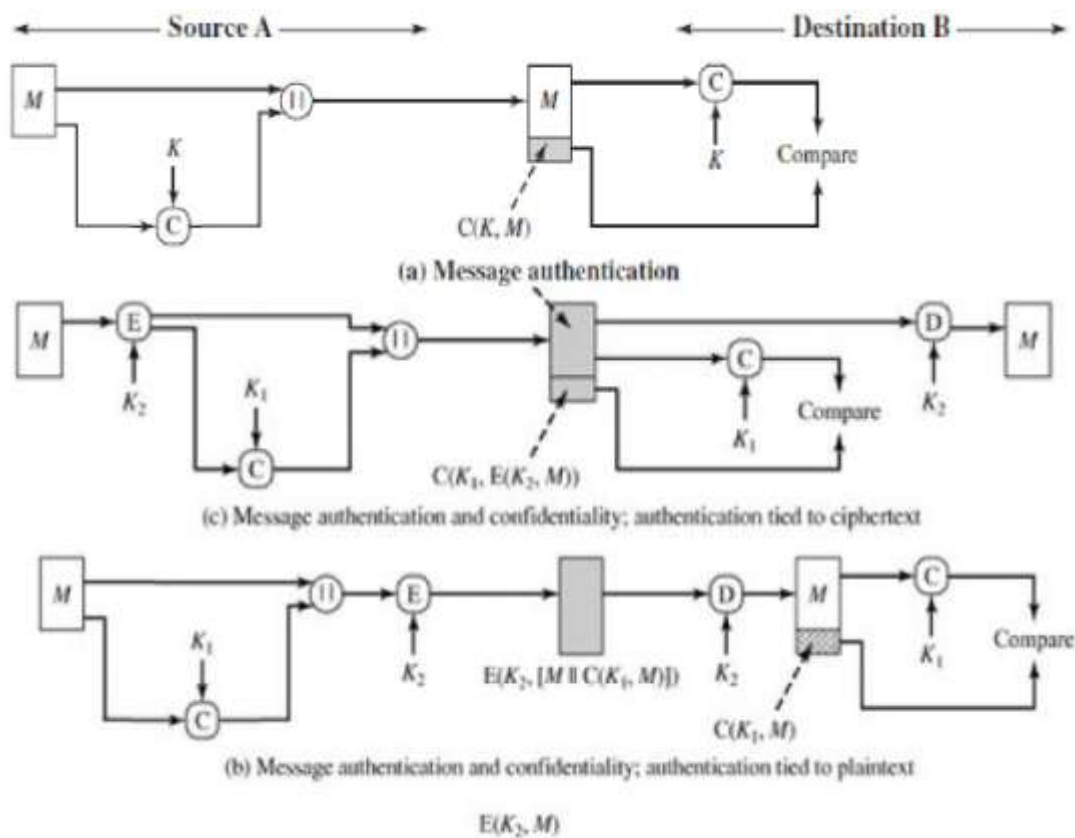 Source A Destination B
M || M C
K K Compare
C
C(K, M)
(a) Message authentication
M E || D M
K₁ C
K₂ Compare K₂
C K₁
C(K₁, E(K₂, M))
(c) Message authentication and confidentiality; authentication tied to ciphertext
M || E D M C
K₁ K₂ E(K₂, [M || C(K₁, M)]) K₂ K₁ Compare
C C(K₁, M)
(b) Message authentication and confidentiality; authentication tied to plaintext
E(K₂, M)